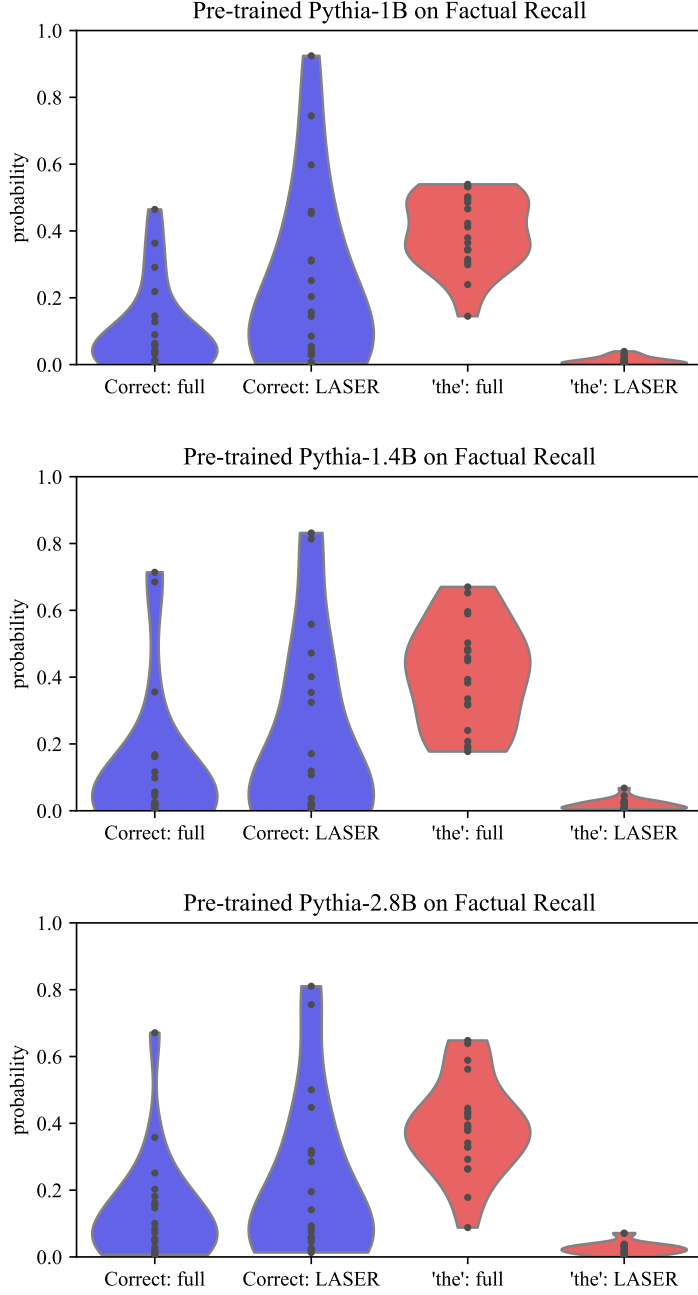 Pre-trained Pythia-1B on Factual Recall
1.0
0.8
0.6
0.4
0.2
0.0
probability
Correct: full Correct: LASER 'the': full 'the': LASER
Pre-trained Pythia-1.4B on Factual Recall
1.0
0.8
0.6
0.4
0.2
0.0
probability
Correct: full Correct: LASER 'the': full 'the': LASER
Pre-trained Pythia-2.8B on Factual Recall
1.0
0.8
0.6
0.4
0.2
0.0
probability
Correct: full Correct: LASER 'the': full 'the': LASER